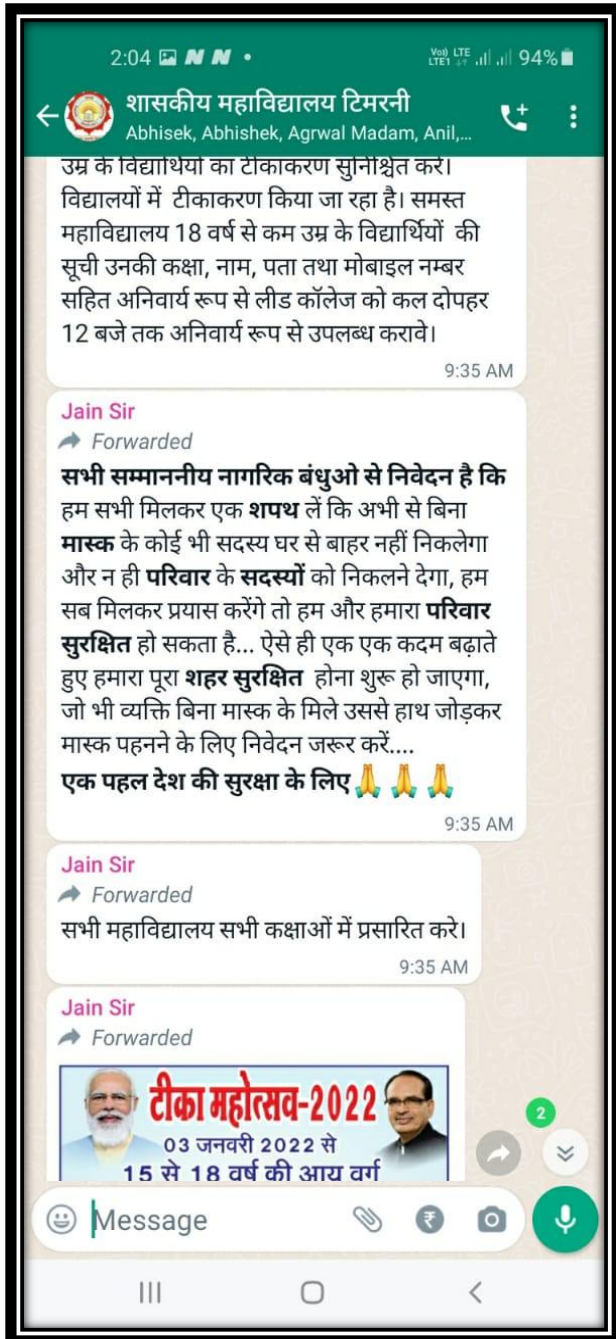 2:04
Vo) LTE
LTE1
94%
शासकीय महाविद्यालय टिमरनी
Abhisek, Abhishek, Agrwal Madam, Anil,...
उम्र के विद्यार्थियों का टीकाकरण सुनिश्चित करें।
विद्यालयों में टीकाकरण किया जा रहा है। समस्त
महाविद्यालय 18 वर्ष से कम उम्र के विद्यार्थियों की
सूची उनकी कक्षा, नाम, पता तथा मोबाइल नम्बर
सहित अनिवार्य रूप से लीड कॉलेज को कल दोपहर
12 बजे तक अनिवार्य रूप से उपलब्ध करावे।
9:35 AM
Jain Sir
Forwarded
सभी सम्माननीय नागरिक बंधुओ से निवेदन है कि
हम सभी मिलकर एक शपथ लें कि अभी से बिना
मास्क के कोई भी सदस्य घर से बाहर नहीं निकलेगा
और न ही परिवार के सदस्यों को निकलने देगा, हम
सब मिलकर प्रयास करेंगे तो हम और हमारा परिवार
सुरक्षित हो सकता है... ऐसे ही एक एक कदम बढ़ाते
हुए हमारा पूरा शहर सुरक्षित होना शुरू हो जाएगा,
जो भी व्यक्ति बिना मास्क के मिले उससे हाथ जोड़कर
मास्क पहनने के लिए निवेदन जरूर करें....
एक पहल देश की सुरक्षा के लिए 🙏 🙏 🙏
9:35 AM
Jain Sir
Forwarded
सभी महाविद्यालय सभी कक्षाओं में प्रसारित करे।
9:35 AM
Jain Sir
Forwarded
टीका महोत्सव-2022
03 जनवरी 2022 से
15 से 18 वर्ष की आयु वर्ग
2
Message